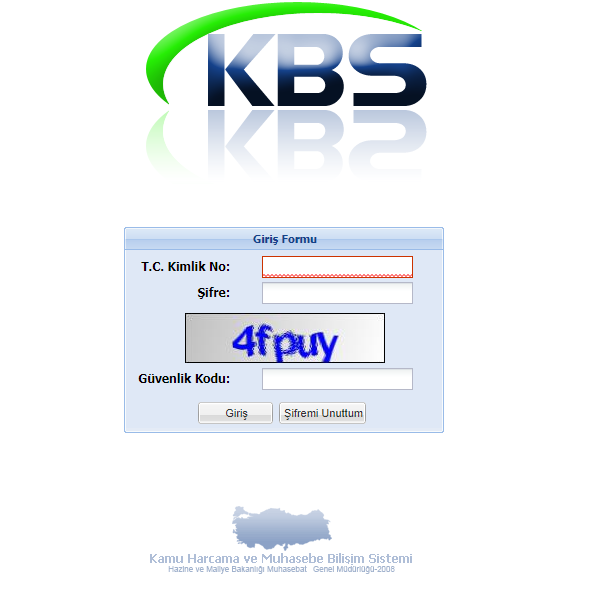 KBS
Giriş Formu
T.C. Kimlik No:
Şifre:
4fpuy
Güvenlik Kodu:
Giriş Şifremi Unuttum
Kamu Harcama ve Muhasebe Bilişim Sistemi
Hazine ve Maliye Bakanlığı Muhasebat Genel Müdürlüğü-2008